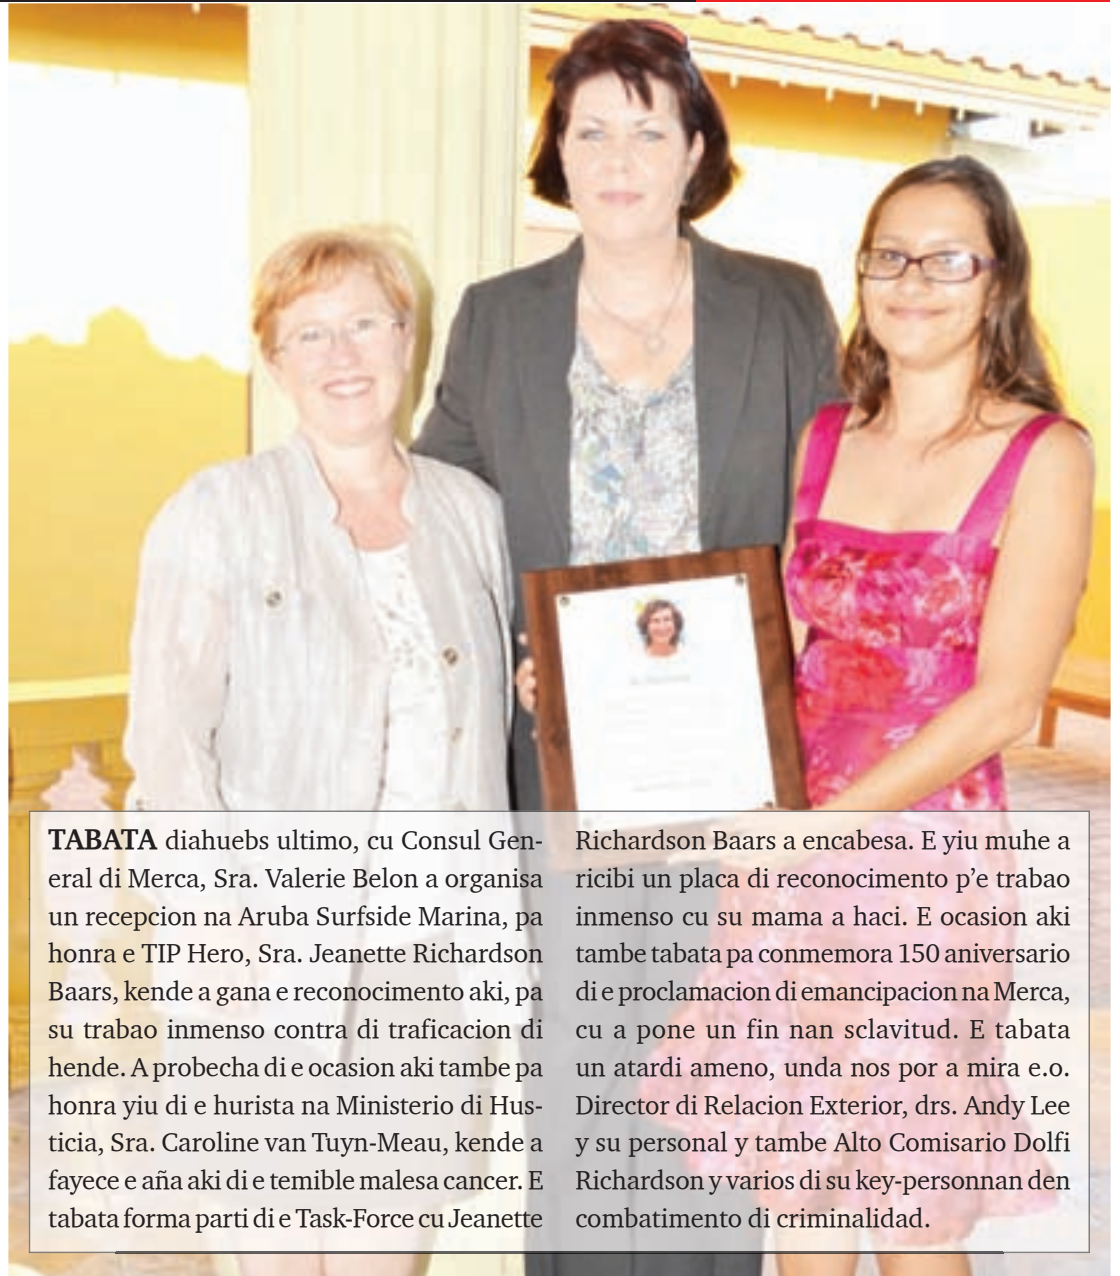 TABATA diahuebs ultimo, cu Consul Gen-
eral di Merca, Sra. Valerie Belon a organisa
un recepcion na Aruba Surfside Marina, pa
honra e TIP Hero, Sra. Jeanette Richardson
Baars, kende a gana e reconocimento aki, pa
su trabao inmenso contra di traficacion di
hende. A probecha di e ocasion aki tambe pa
honra yiu di e hurista na Ministerio di Hus-
ticia, Sra. Caroline van Tuyn-Meau, kende a
fayece e aña aki di e temible malesa cancer. E
tabata forma parti di e Task-Force cu Jeanette
Richardson Baars a encabesa. E yiu muhe a
ricibi un placa di reconocimento p'e trabao
inmenso cu su mama a haci. E ocasion aki
tambe tabata pa conmemora 150 aniversario
di e proclamacion di emancipacion na Merca,
cu a pone un fin nan sclavitud. E tabata
un atardi ameno, unda nos por a mira e.o.
Director di Relacion Exterior, drs. Andy Lee
y su personal y tambe Alto Comisario Dolfi
Richardson y varios di su key-personnan den
combatimento di criminalidad.